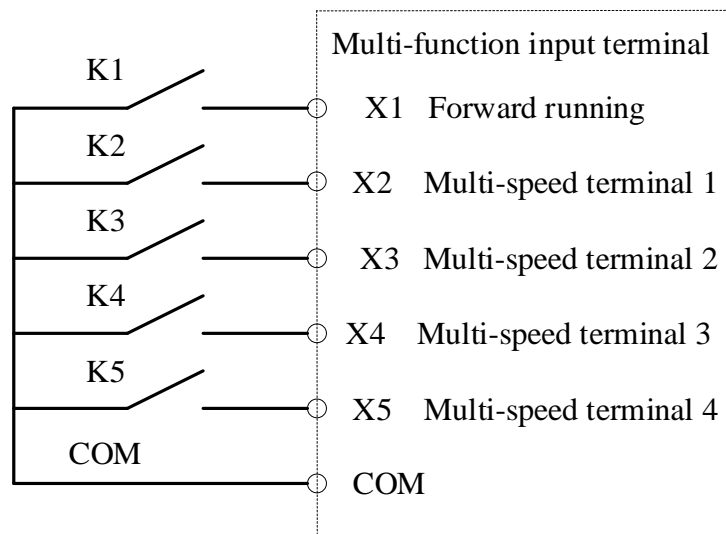 Multi-function input terminal
K1
X1 Forward running
K2
X2 Multi-speed terminal 1
K3
X3 Multi-speed terminal 2
K4
X4 Multi-speed terminal 3
K5
X5 Multi-speed terminal 4
COM
COM